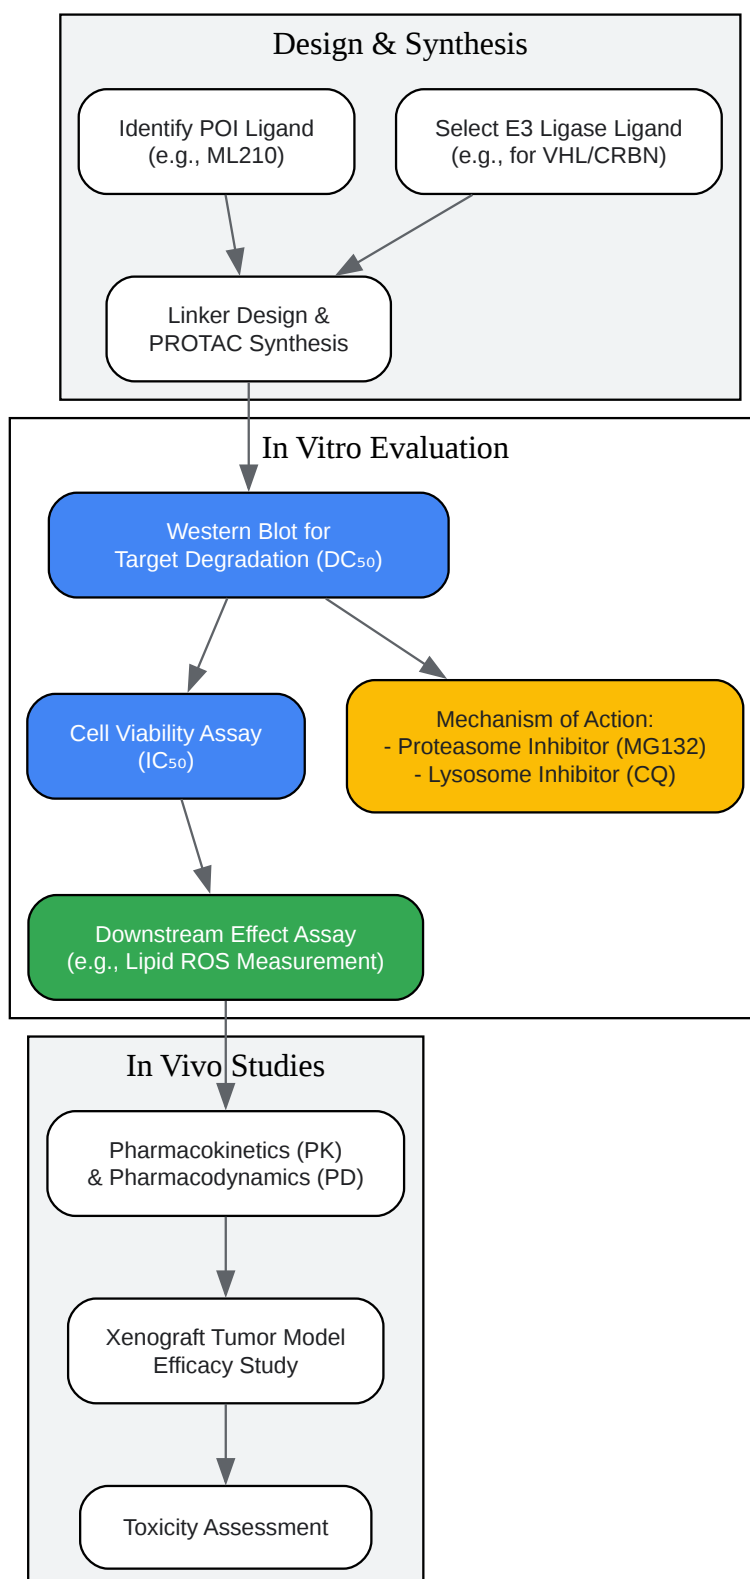 Design & Synthesis
Identify POI Ligand
(e.g., ML210)
Select E3 Ligase Ligand
(e.g., for VHL/CRBN)
Linker Design &
PROTAC Synthesis
In Vitro Evaluation
Western Blot for
Target Degradation (DC₅₀)
Cell Viability Assay
(IC₅₀)
Mechanism of Action:
- Proteasome Inhibitor (MG132)
- Lysosome Inhibitor (CQ)
Downstream Effect Assay
(e.g., Lipid ROS Measurement)
In Vivo Studies
Pharmacokinetics (PK)
& Pharmacodynamics (PD)
Xenograft Tumor Model
Efficacy Study
Toxicity Assessment